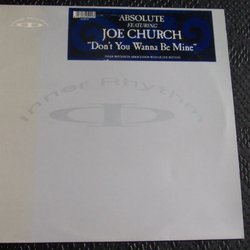 ABSOLUTE
FEATURING
JOE CHURCH
"Don't You Wanna Be Mine"
Inner Rhythm